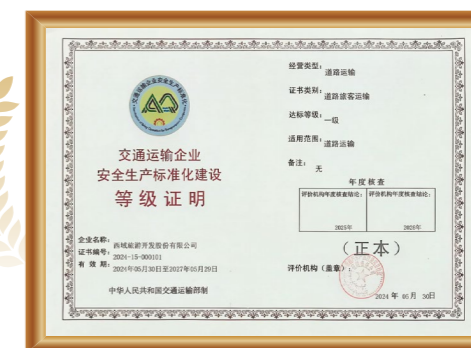 交通运输企业
安全生产标准化建设
等级证明
企业名称：西域旅游开发股份有限公司
证书编号：2024-15-000101
有 效 期：2024年05月30日至2027年05月29日
中华人民共和国交通运输部制
经营类型：道路运输
证书类别：道路旅客运输
达标等级：一级
适用范围：道路运输
备注：无
年度核查
评价机构年度核查结论：
评价机构年度核查结论：
2025年
2026年
（正本）
评价机构（盖章）：
2024 年 05 月 30日